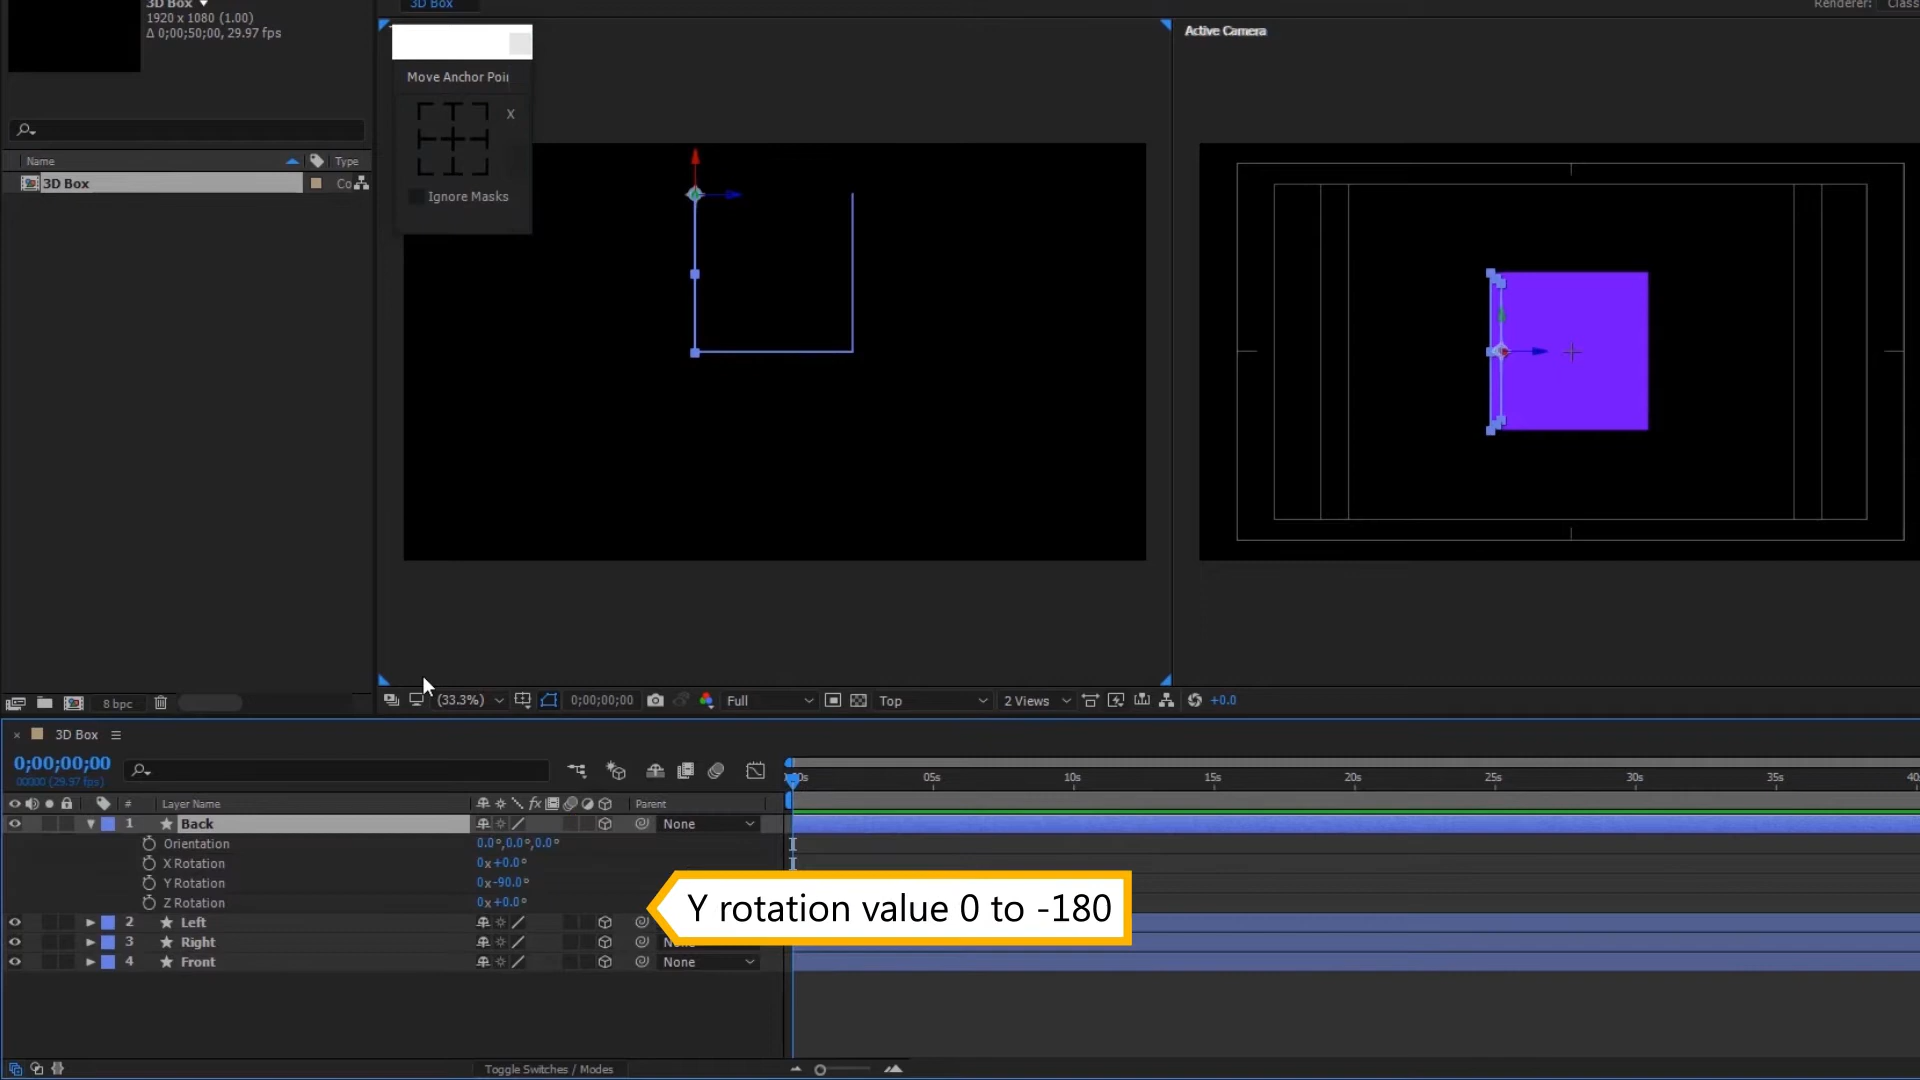 3D Box
1920 x 1080 (1.00)
Δ 0;00;50;00, 29.97 fps
3D Box
Renderer:
Class
Active Camera
Move Anchor Poi
X
Ignore Masks
Name
Type
3D Box
Co
8 bpc
(33.3%)
0;00;00;00
Full
Top
2 Views
+0.0
× 3D Box
0;00;00;00
00000 (29.97 fps)
05s 10s 15s 20s 25s 30s 35s 40
# Layer Name
fx
Parent
1 Back
None
Orientation 0.0°,0.0°,0.0°
X Rotation 0x+0.0°
Y Rotation 0x-90.0°
Z Rotation 0x+0.0°
Y rotation value 0 to -180
2 Left
3 Right
4 Front
None
Toggle Switches / Modes